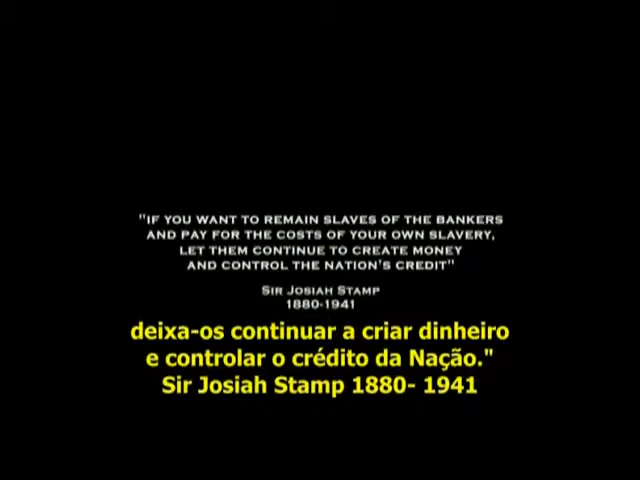 "IF YOU WANT TO REMAIN SLAVES OF THE BANKERS
AND PAY FOR THE COSTS OF YOUR OWN SLAVERY,
LET THEM CONTINUE TO CREATE MONEY
AND CONTROL THE NATION'S CREDIT"
SIR JOSIAH STAMP
1880-1941
deixa-os continuar a criar dinheiro
e controlar o crédito da Nação."
Sir Josiah Stamp 1880- 1941